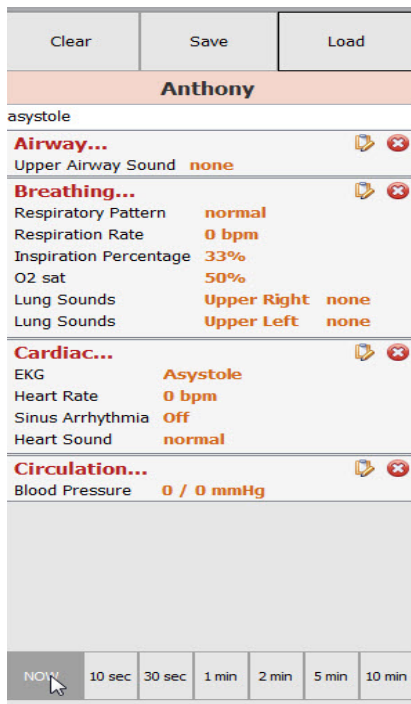 Clear Save Load
Anthony
asystole
Airway...
Upper Airway Sound none
Breathing...
Respiratory Pattern normal
Respiration Rate 0 bpm
Inspiration Percentage 33%
O2 sat 50%
Lung Sounds Upper Right none
Lung Sounds Upper Left none
Cardiac...
EKG Asystole
Heart Rate 0 bpm
Sinus Arrhythmia Off
Heart Sound normal
Circulation...
Blood Pressure 0 / 0 mmHg
NOW 10 sec 30 sec 1 min 2 min 5 min 10 min